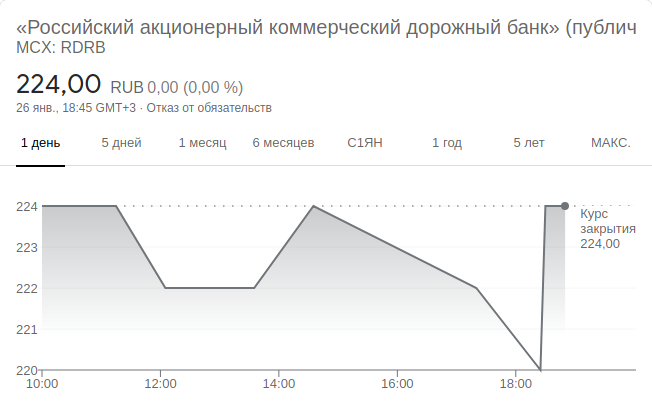 «Российский акционерный коммерческий дорожный банк» (публич
MCX: RDRB
224,00 RUB 0,00 (0,00 %)
26 янв., 18:45 GMT+3 · Отказ от обязательств
1 день 5 дней 1 месяц 6 месяцев С1ЯН 1 год 5 лет МАКС.
224
Курс
закрытия
224,00
223
222
221
220
10:00 12:00 14:00 16:00 18:00